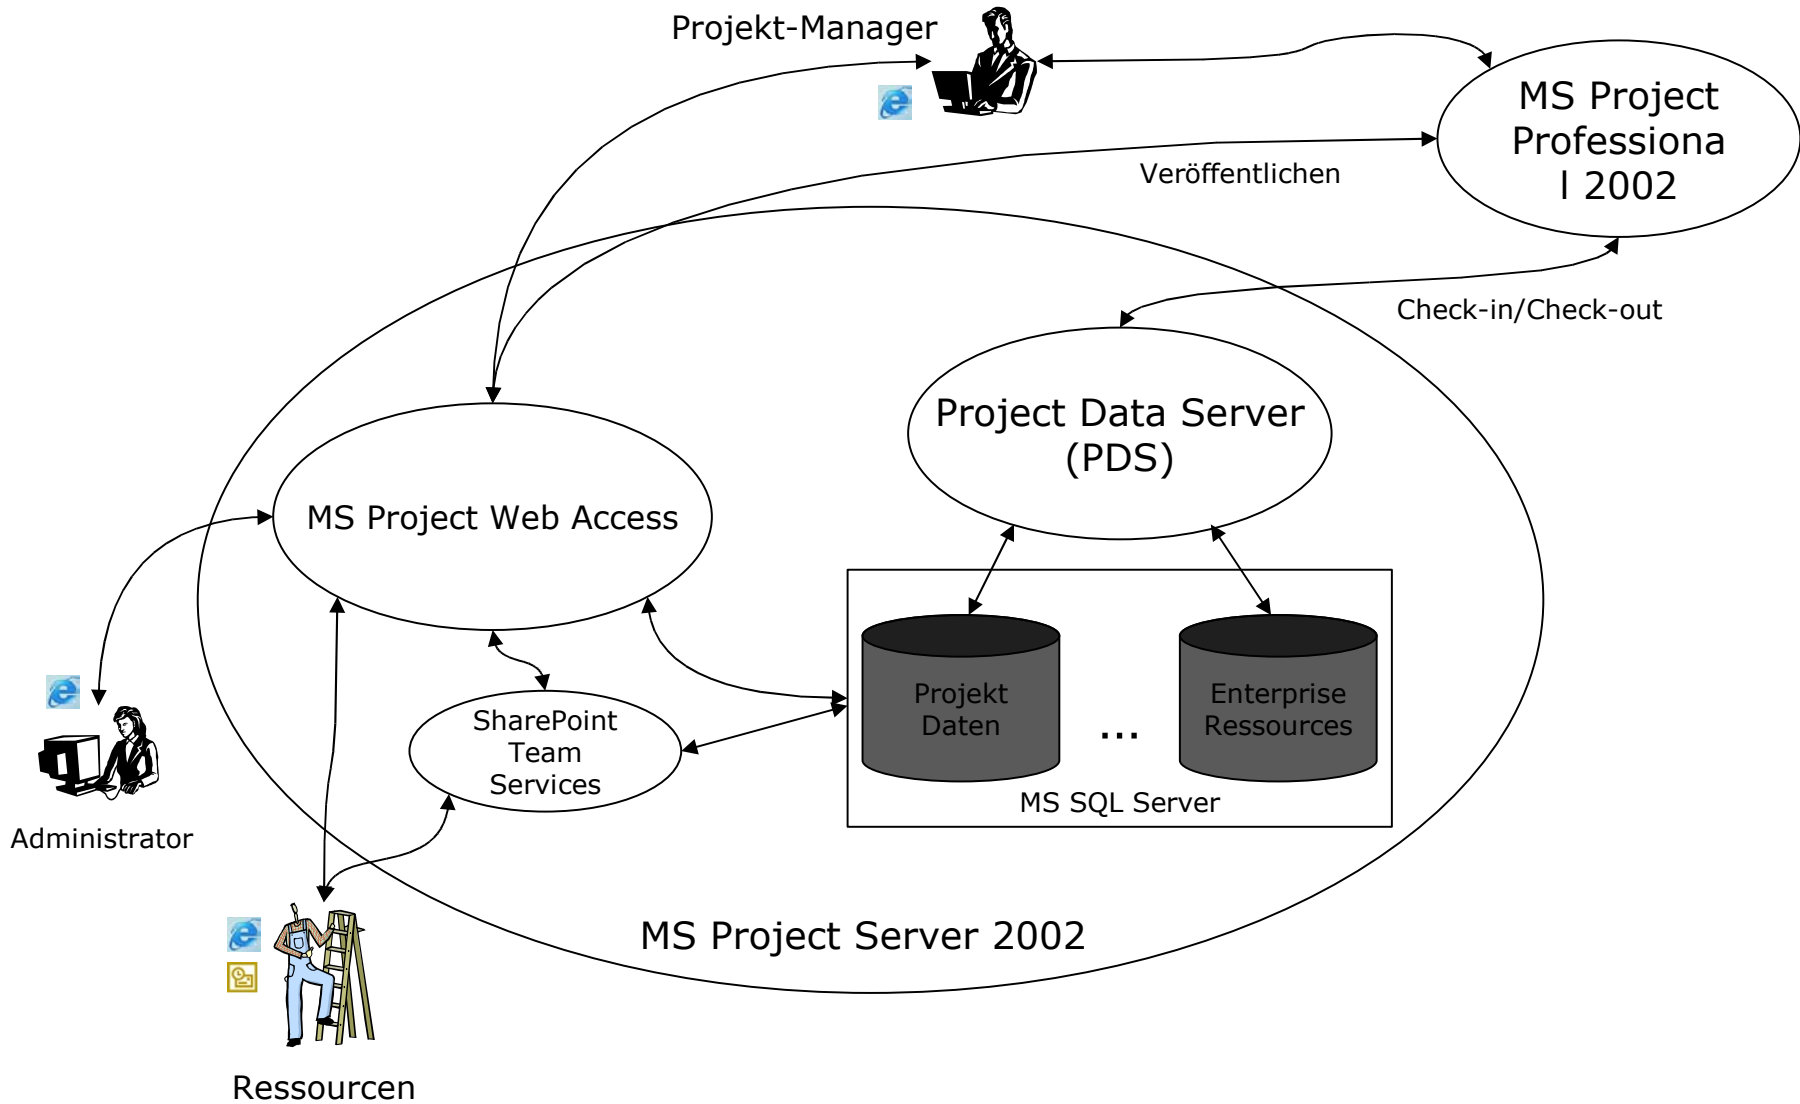 Projekt-Manager
MS Project
Professiona
l 2002
Veröffentlichen
Check-in/Check-out
Project Data Server
(PDS)
MS Project Web Access
Projekt
Daten
...
Enterprise
Ressources
SharePoint
Team
Services
MS SQL Server
Administrator
MS Project Server 2002
Ressourcen